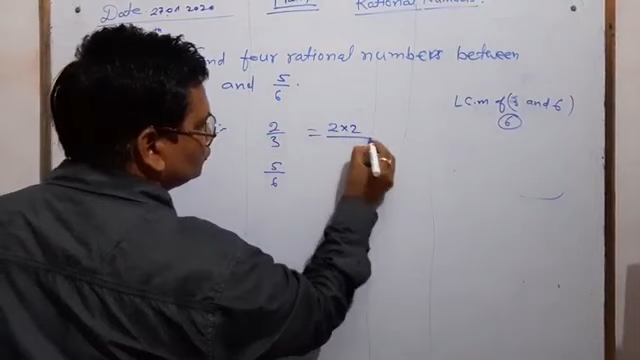 Date 27.01.2020
Rational Numbers.
nd four rational numbers between
and 5/6.
L.C.M of (3 and 6)
6
2/3 = 2×2
5/6